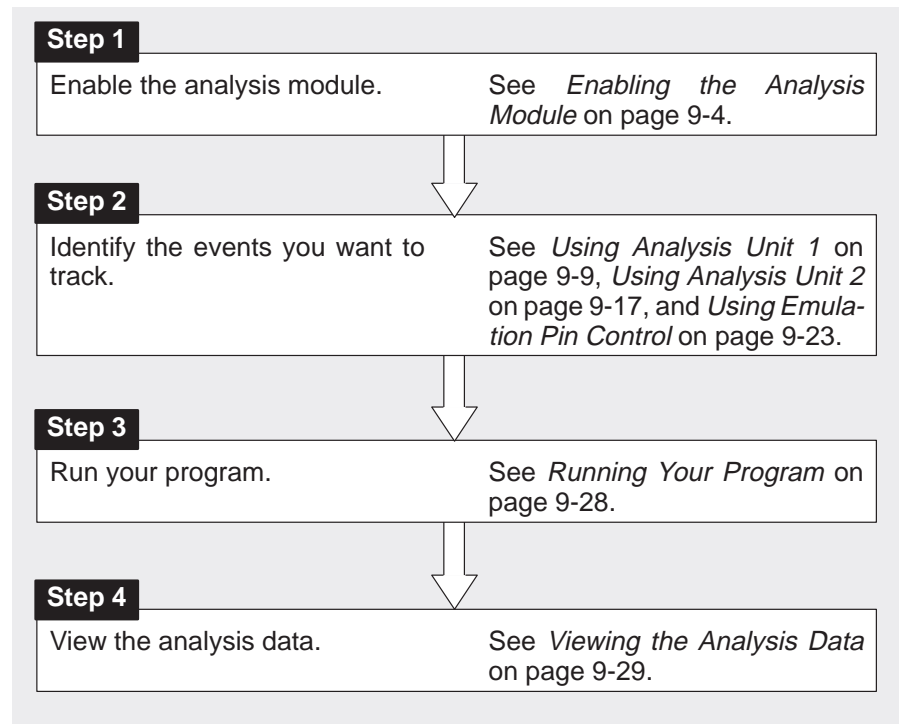 Step 1
Enable the analysis module.
See Enabling the Analysis
Module on page 9-4.
Step 2
Identify the events you want to
track.
See Using Analysis Unit 1 on
page 9-9, Using Analysis Unit 2
on page 9-17, and Using Emula-
tion Pin Control on page 9-23.
Step 3
Run your program.
See Running Your Program on
page 9-28.
Step 4
View the analysis data.
See Viewing the Analysis Data
on page 9-29.